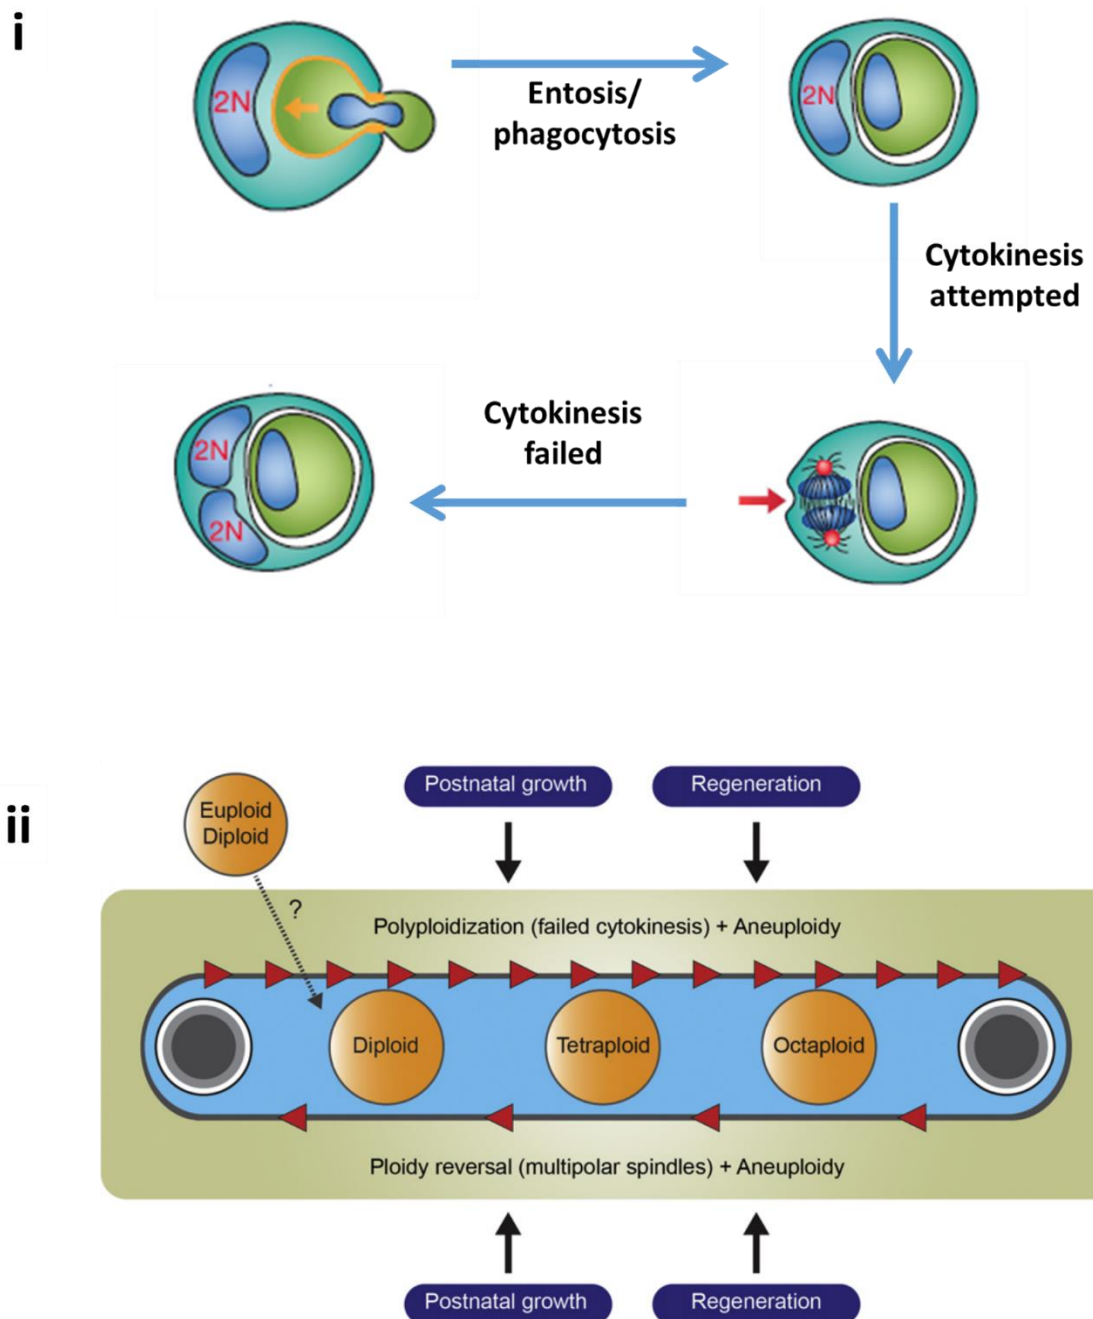 i
2N
Entosis/
phagocytosis
2N
Cytokinesis
attempted
Cytokinesis
failed
2N
2N
ii
Euploid
Diploid
?
Postnatal growth
Regeneration
Polyploidization (failed cytokinesis) + Aneuploidy
Diploid
Tetraploid
Octaploid
Ploidy reversal (multipolar spindles) + Aneuploidy
Postnatal growth
Regeneration